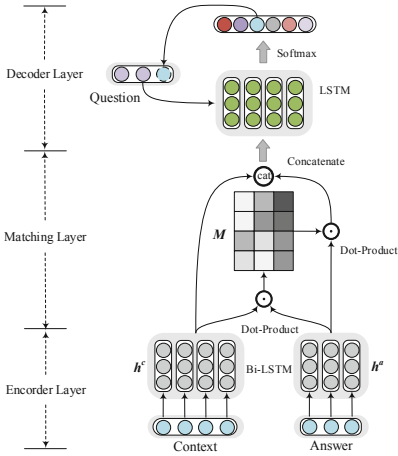 Softmax
Decoder Layer
Question
LSTM
Concatenate
cat
M
Matching Layer
Dot-Product
Dot-Product
h^c
Bi-LSTM
h^a
Encorder Layer
Context
Answer